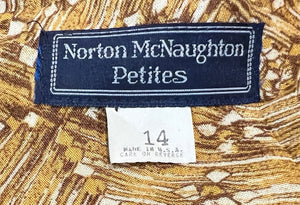 Norton McNaughton
Petites
14
MADE IN U.S.A.
CARE ON REVERSE